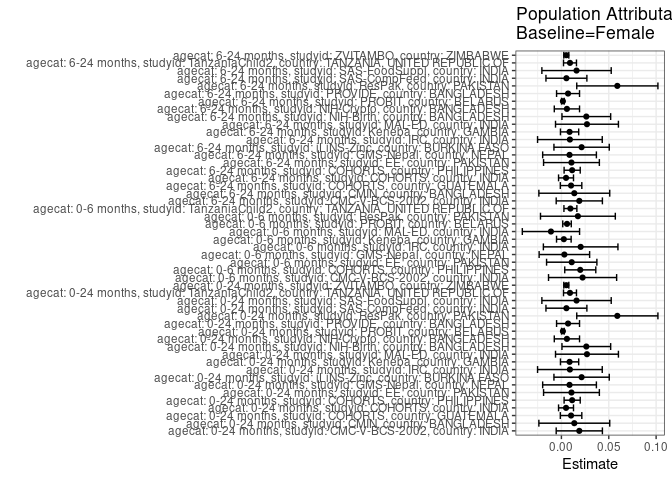 Population Attributa
Baseline=Female
agecat: 6-24 months, studyid: ZVITAMBO, country: ZIMBABWE
agecat: 6-24 months, studyid: TanzaniaChild2, country: TANZANIA, UNITED REPUBLIC OF
agecat: 6-24 months, studyid: SAS-FoodSuppl, country: INDIA
agecat: 6-24 months, studyid: SAS-CompFeed, country: INDIA
agecat: 6-24 months, studyid: ResPak, country: PAKISTAN
agecat: 6-24 months, studyid: PROVIDE, country: BANGLADESH
agecat: 6-24 months, studyid: PROBIT, country: BELARUS
agecat: 6-24 months, studyid: NIH-Crypto, country: BANGLADESH
agecat: 6-24 months, studyid: NIH-Birth, country: BANGLADESH
agecat: 6-24 months, studyid: MAL-ED, country: INDIA
agecat: 6-24 months, studyid: Keneba, country: GAMBIA
agecat: 6-24 months, studyid: IRC, country: INDIA
agecat: 6-24 months, studyid: iLiNS-Zinc, country: BURKINA FASO
agecat: 6-24 months, studyid: GMS-Nepal, country: NEPAL
agecat: 6-24 months, studyid: EE, country: PAKISTAN
agecat: 6-24 months, studyid: COHORTS, country: PHILIPPINES
agecat: 6-24 months, studyid: COHORTS, country: INDIA
agecat: 6-24 months, studyid: COHORTS, country: GUATEMALA
agecat: 6-24 months, studyid: CMIN, country: BANGLADESH
agecat: 6-24 months, studyid: CMC-V-BCS-2002, country: INDIA
agecat: 0-6 months, studyid: TanzaniaChild2, country: TANZANIA, UNITED REPUBLIC OF
agecat: 0-6 months, studyid: ResPak, country: PAKISTAN
agecat: 0-6 months, studyid: PROBIT, country: BELARUS
agecat: 0-6 months, studyid: MAL-ED, country: INDIA
agecat: 0-6 months, studyid: Keneba, country: GAMBIA
agecat: 0-6 months, studyid: IRC, country: INDIA
agecat: 0-6 months, studyid: GMS-Nepal, country: NEPAL
agecat: 0-6 months, studyid: EE, country: PAKISTAN
agecat: 0-6 months, studyid: COHORTS, country: PHILIPPINES
agecat: 0-6 months, studyid: CMC-V-BCS-2002, country: INDIA
agecat: 0-24 months, studyid: ZVITAMBO, country: ZIMBABWE
agecat: 0-24 months, studyid: TanzaniaChild2, country: TANZANIA, UNITED REPUBLIC OF
agecat: 0-24 months, studyid: SAS-FoodSuppl, country: INDIA
agecat: 0-24 months, studyid: SAS-CompFeed, country: INDIA
agecat: 0-24 months, studyid: ResPak, country: PAKISTAN
agecat: 0-24 months, studyid: PROVIDE, country: BANGLADESH
agecat: 0-24 months, studyid: PROBIT, country: BELARUS
agecat: 0-24 months, studyid: NIH-Crypto, country: BANGLADESH
agecat: 0-24 months, studyid: NIH-Birth, country: BANGLADESH
agecat: 0-24 months, studyid: MAL-ED, country: INDIA
agecat: 0-24 months, studyid: Keneba, country: GAMBIA
agecat: 0-24 months, studyid: IRC, country: INDIA
agecat: 0-24 months, studyid: iLiNS-Zinc, country: BURKINA FASO
agecat: 0-24 months, studyid: GMS-Nepal, country: NEPAL
agecat: 0-24 months, studyid: EE, country: PAKISTAN
agecat: 0-24 months, studyid: COHORTS, country: PHILIPPINES
agecat: 0-24 months, studyid: COHORTS, country: INDIA
agecat: 0-24 months, studyid: COHORTS, country: GUATEMALA
agecat: 0-24 months, studyid: CMIN, country: BANGLADESH
agecat: 0-24 months, studyid: CMC-V-BCS-2002, country: INDIA
0.00 0.05 0.10
Estimate